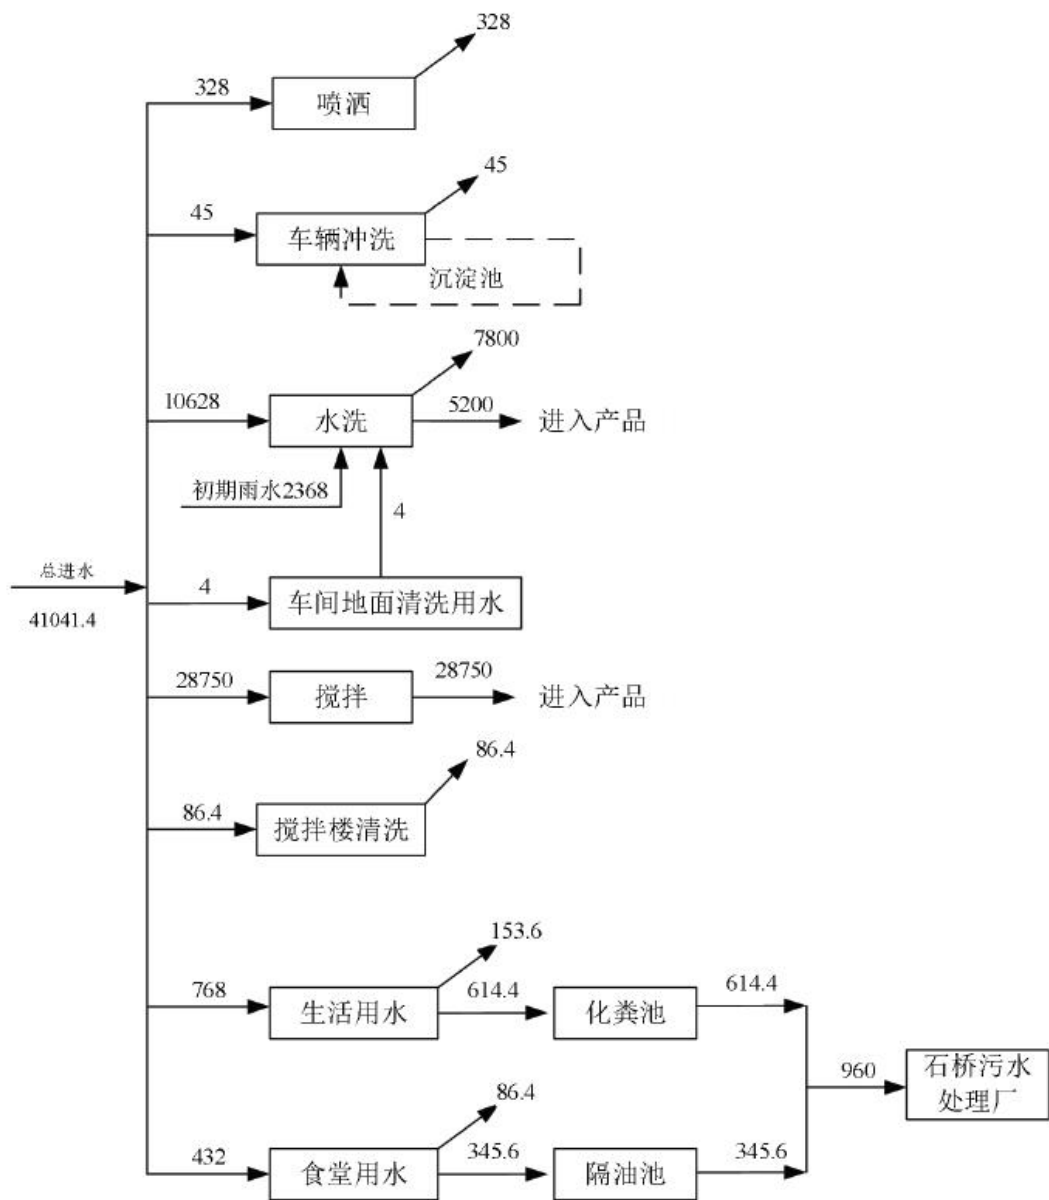 328
328
喷洒
45
45
车辆冲洗
沉淀池
7800
10628
水洗
5200
进入产品
初期雨水2368
4
总进水
41041.4
4
车间地面清洗用水
28750
搅拌
28750
进入产品
86.4
86.4
搅拌楼清洗
153.6
768
生活用水
614.4
化粪池
614.4
960
石桥污水
处理厂
86.4
432
食堂用水
345.6
隔油池
345.6